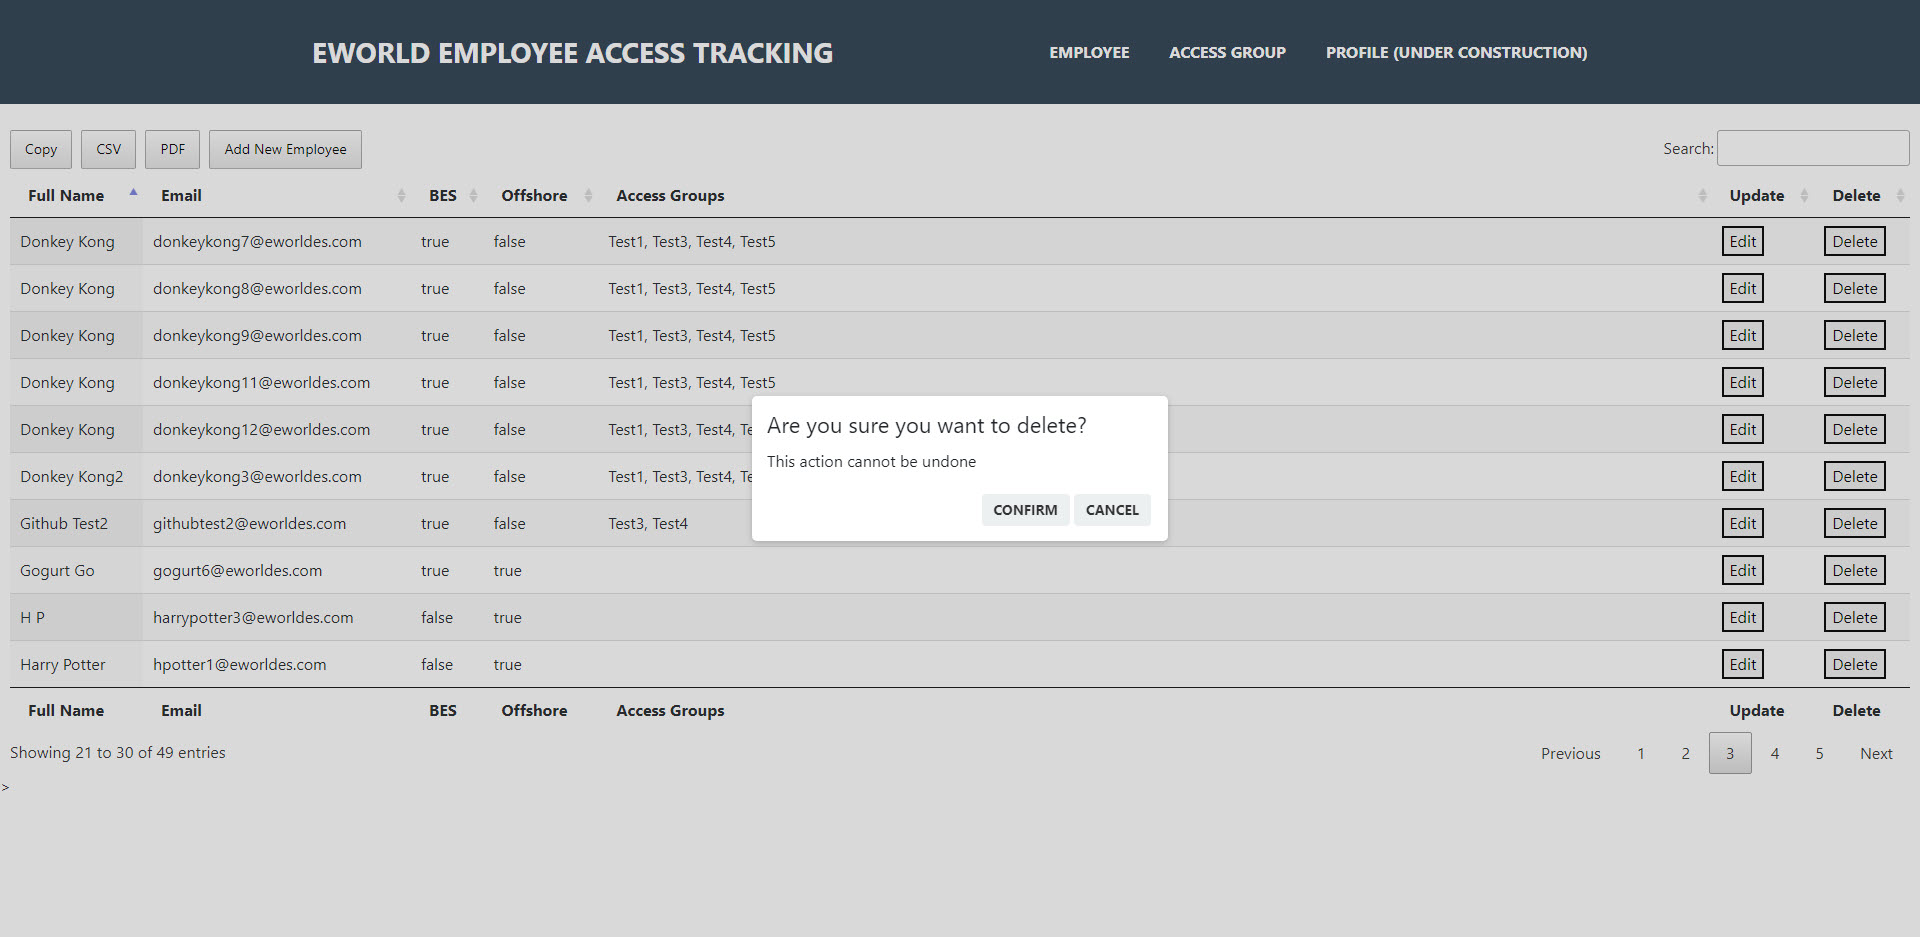 EWORLD EMPLOYEE ACCESS TRACKING EMPLOYEE ACCESS GROUP PROFILE (UNDER CONSTRUCTION)
Copy CSV PDF Add New Employee Search:
Full Name Email BES Offshore Access Groups Update Delete
Donkey Kong donkeykong7@eworldes.com true false Test1, Test3, Test4, Test5 Edit Delete
Donkey Kong donkeykong8@eworldes.com true false Test1, Test3, Test4, Test5 Edit Delete
Donkey Kong donkeykong9@eworldes.com true false Test1, Test3, Test4, Test5 Edit Delete
Donkey Kong donkeykong11@eworldes.com true false Test1, Test3, Test4, Test5 Edit Delete
Donkey Kong donkeykong12@eworldes.com true false Test1, Test3, Test4, Te Edit Delete
Donkey Kong2 donkeykong3@eworldes.com true false Test1, Test3, Test4, Te Edit Delete
Github Test2 githubtest2@eworldes.com true false Test3, Test4 Edit Delete
Gogurt Go gogurt6@eworldes.com true true Edit Delete
H P harrypotter3@eworldes.com false true Edit Delete
Harry Potter hpotter1@eworldes.com false true Edit Delete
Full Name Email BES Offshore Access Groups Update Delete
Showing 21 to 30 of 49 entries Previous 1 2 3 4 5 Next
>
Are you sure you want to delete?
This action cannot be undone
CONFIRM CANCEL